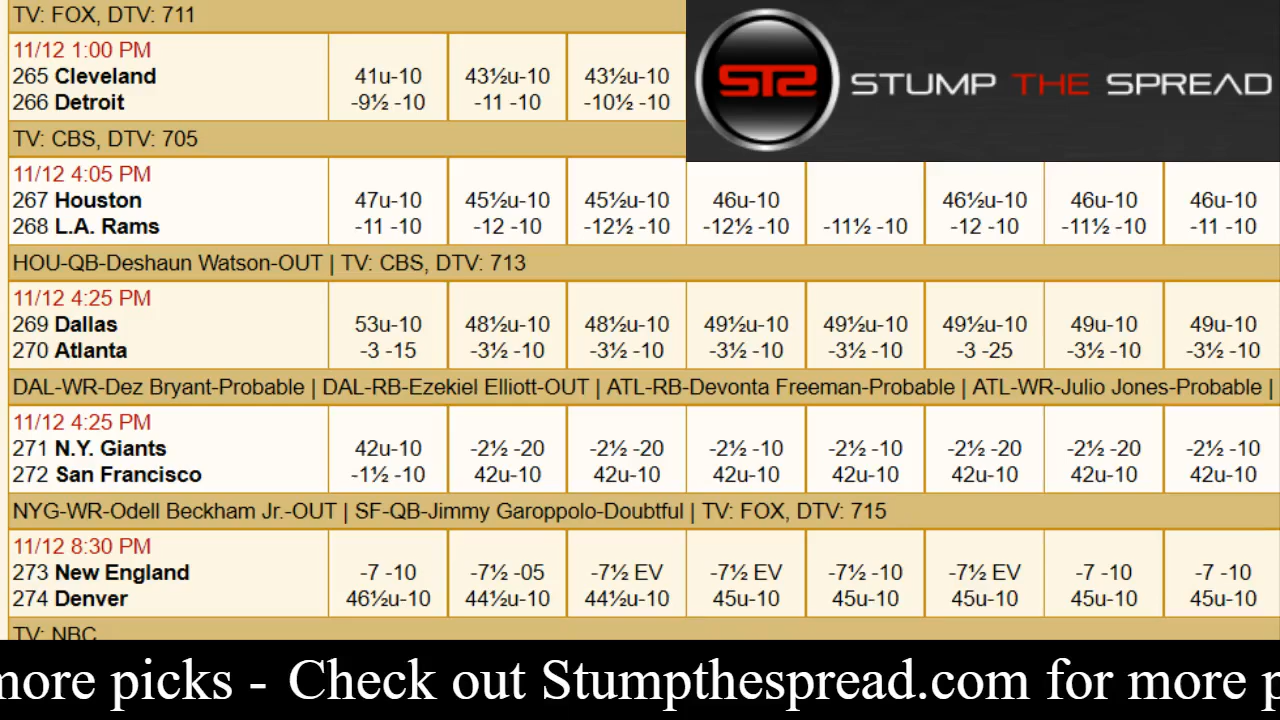 TV: FOX, DTV: 711
11/12 1:00 PM
265 Cleveland 41u-10 43½u-10 43½u-10
266 Detroit -9½ -10 -11 -10 -10½ -10
STS STUMP THE SPREAD
TV: CBS, DTV: 705
11/12 4:05 PM
267 Houston 47u-10 45½u-10 45½u-10 46u-10 46½u-10 46u-10 46u-10
268 L.A. Rams -11 -10 -12 -10 -12½ -10 -12½ -10 -11½ -10 -12 -10 -11½ -10 -11 -10
HOU-QB-Deshaun Watson-OUT | TV: CBS, DTV: 713
11/12 4:25 PM
269 Dallas 53u-10 48½u-10 48½u-10 49½u-10 49½u-10 49½u-10 49u-10 49u-10
270 Atlanta -3 -15 -3½ -10 -3½ -10 -3½ -10 -3½ -10 -3 -25 -3½ -10 -3½ -10
DAL-WR-Dez Bryant-Probable | DAL-RB-Ezekiel Elliott-OUT | ATL-RB-Devonta Freeman-Probable | ATL-WR-Julio Jones-Probable |
11/12 4:25 PM
271 N.Y. Giants 42u-10 -2½ -20 -2½ -20 -2½ -10 -2½ -10 -2½ -20 -2½ -20 -2½ -10
272 San Francisco -1½ -10 42u-10 42u-10 42u-10 42u-10 42u-10 42u-10 42u-10
NYG-WR-Odell Beckham Jr.-OUT | SF-QB-Jimmy Garoppolo-Doubtful | TV: FOX, DTV: 715
11/12 8:30 PM
273 New England -7 -10 -7½ -05 -7½ EV -7½ EV -7½ -10 -7½ EV -7 -10 -7 -10
274 Denver 46½u-10 44½u-10 44½u-10 45u-10 45u-10 45u-10 45u-10 45u-10
TV: NBC
more picks - Check out Stumpthespread.com for more p